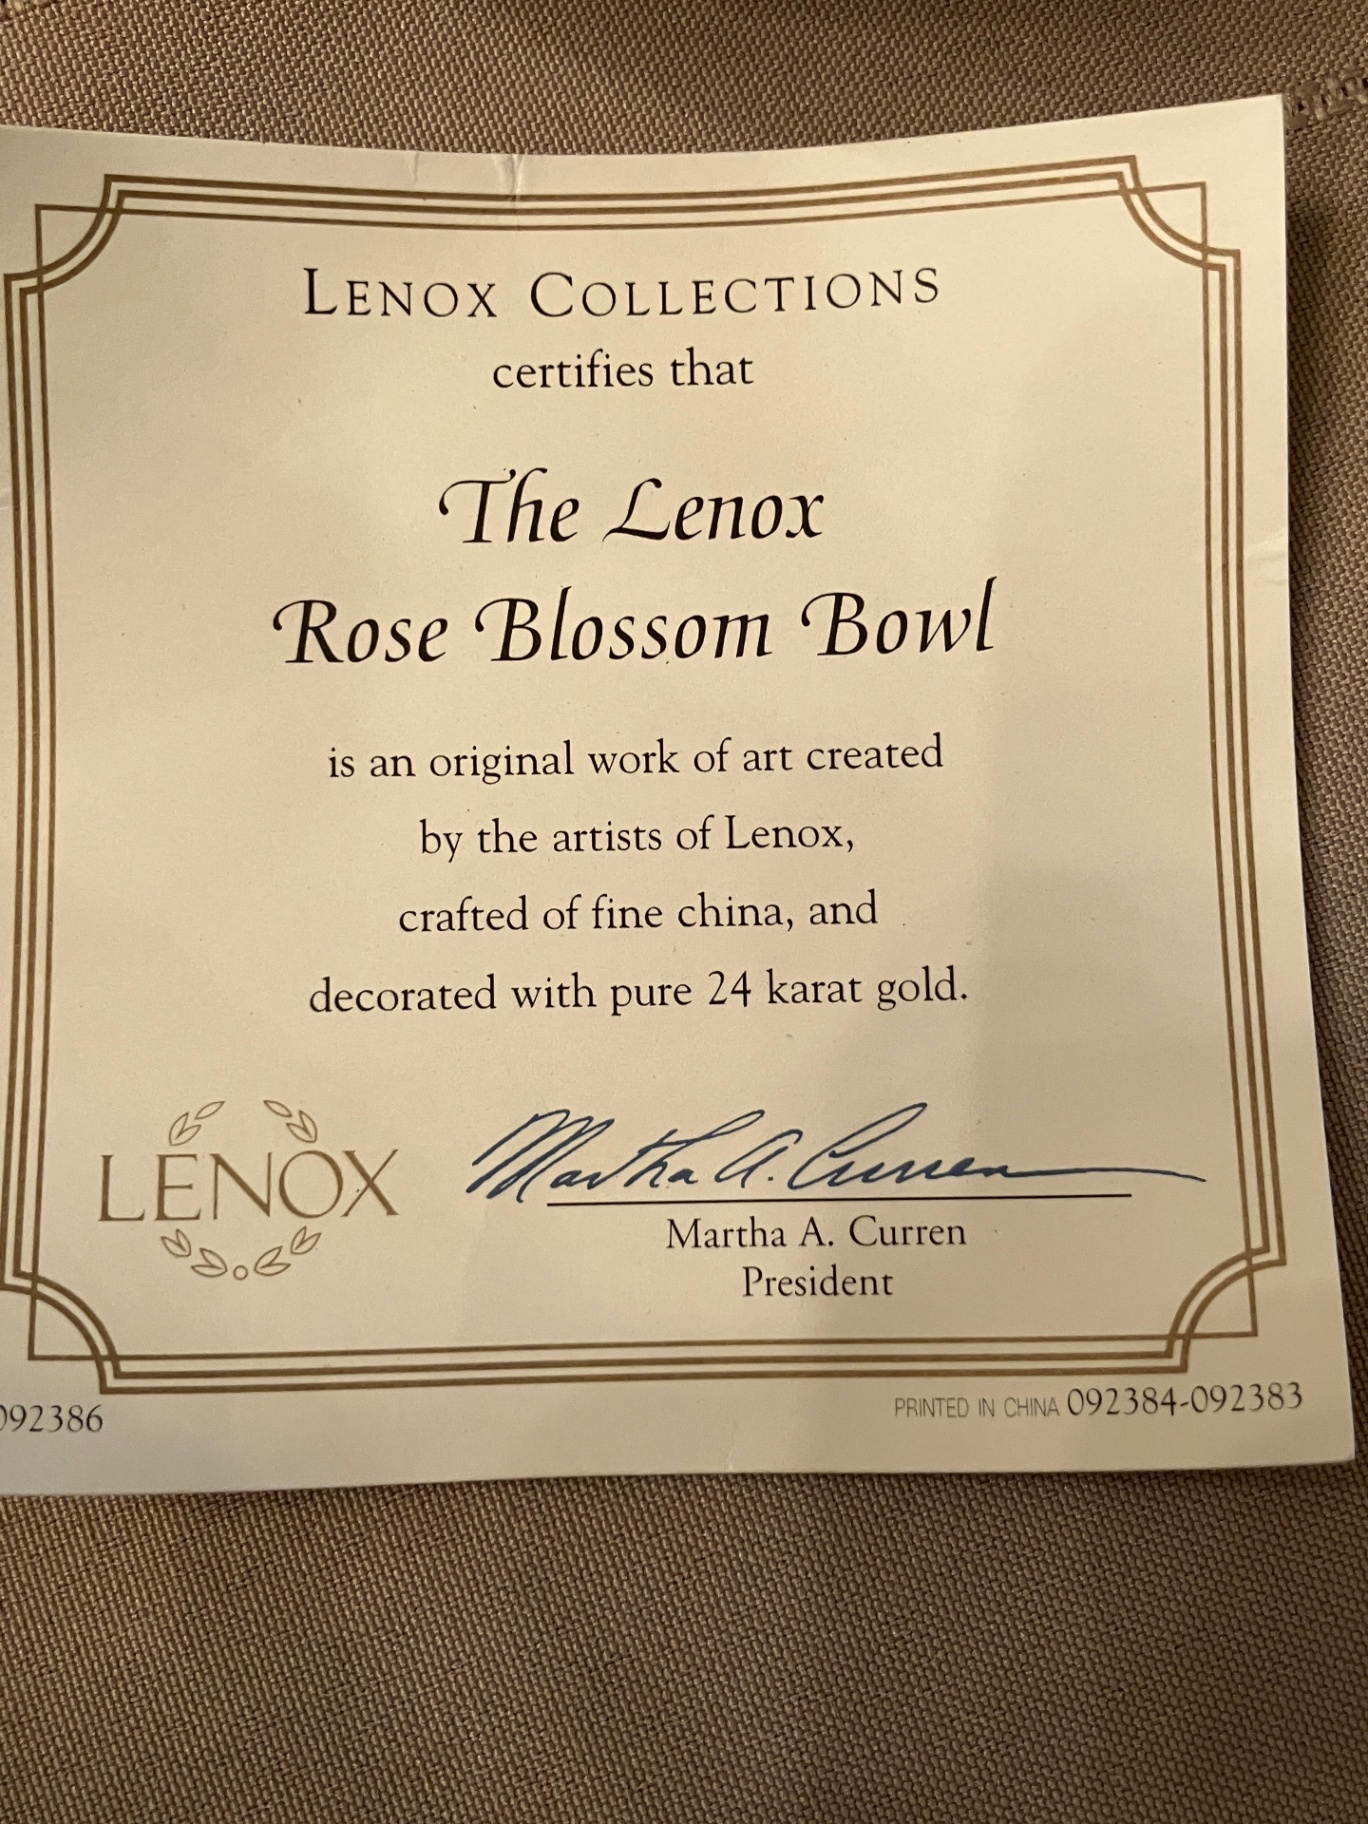 LENOX COLLECTIONS
certifies that
The Lenox
Rose Blossom Bowl
is an original work of art created
by the artists of Lenox,
crafted of fine china, and
decorated with pure 24 karat gold.
LENOX
Martha A. Curren
Martha A. Curren
President
092386
PRINTED IN CHINA 092384-092383